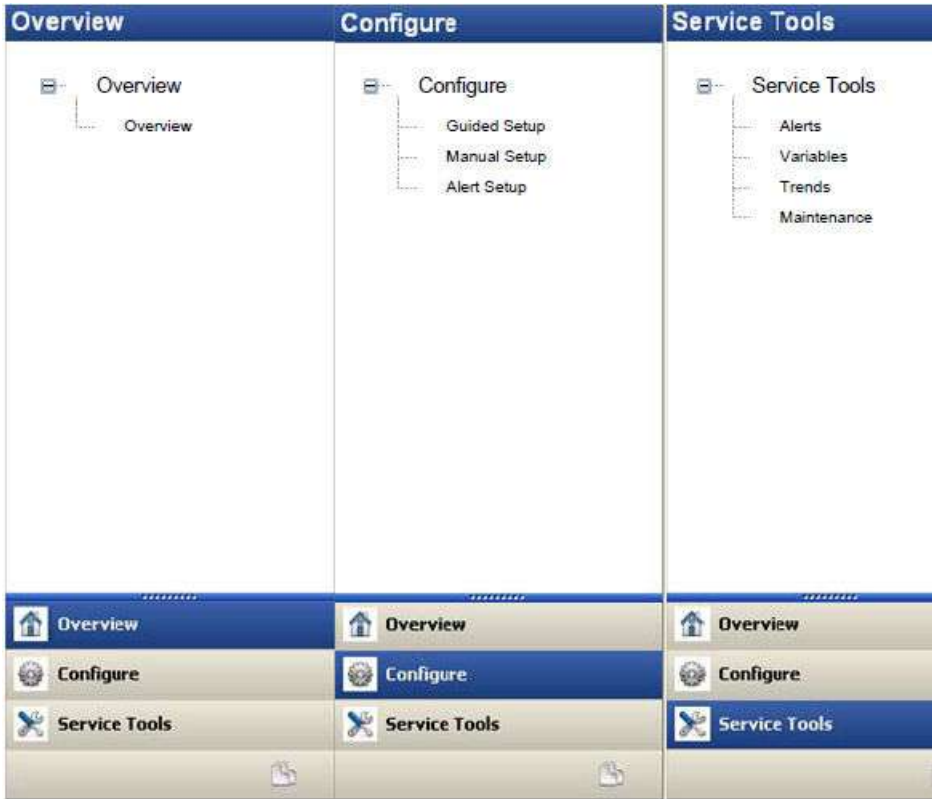 Overview
Overview
Overview
Overview
Configure
Service Tools
Configure
Configure
Guided Setup
Manual Setup
Alert Setup
Overview
Configure
Service Tools
Service Tools
Service Tools
Alerts
Variables
Trends
Maintenance
Overview
Configure
Service Tools